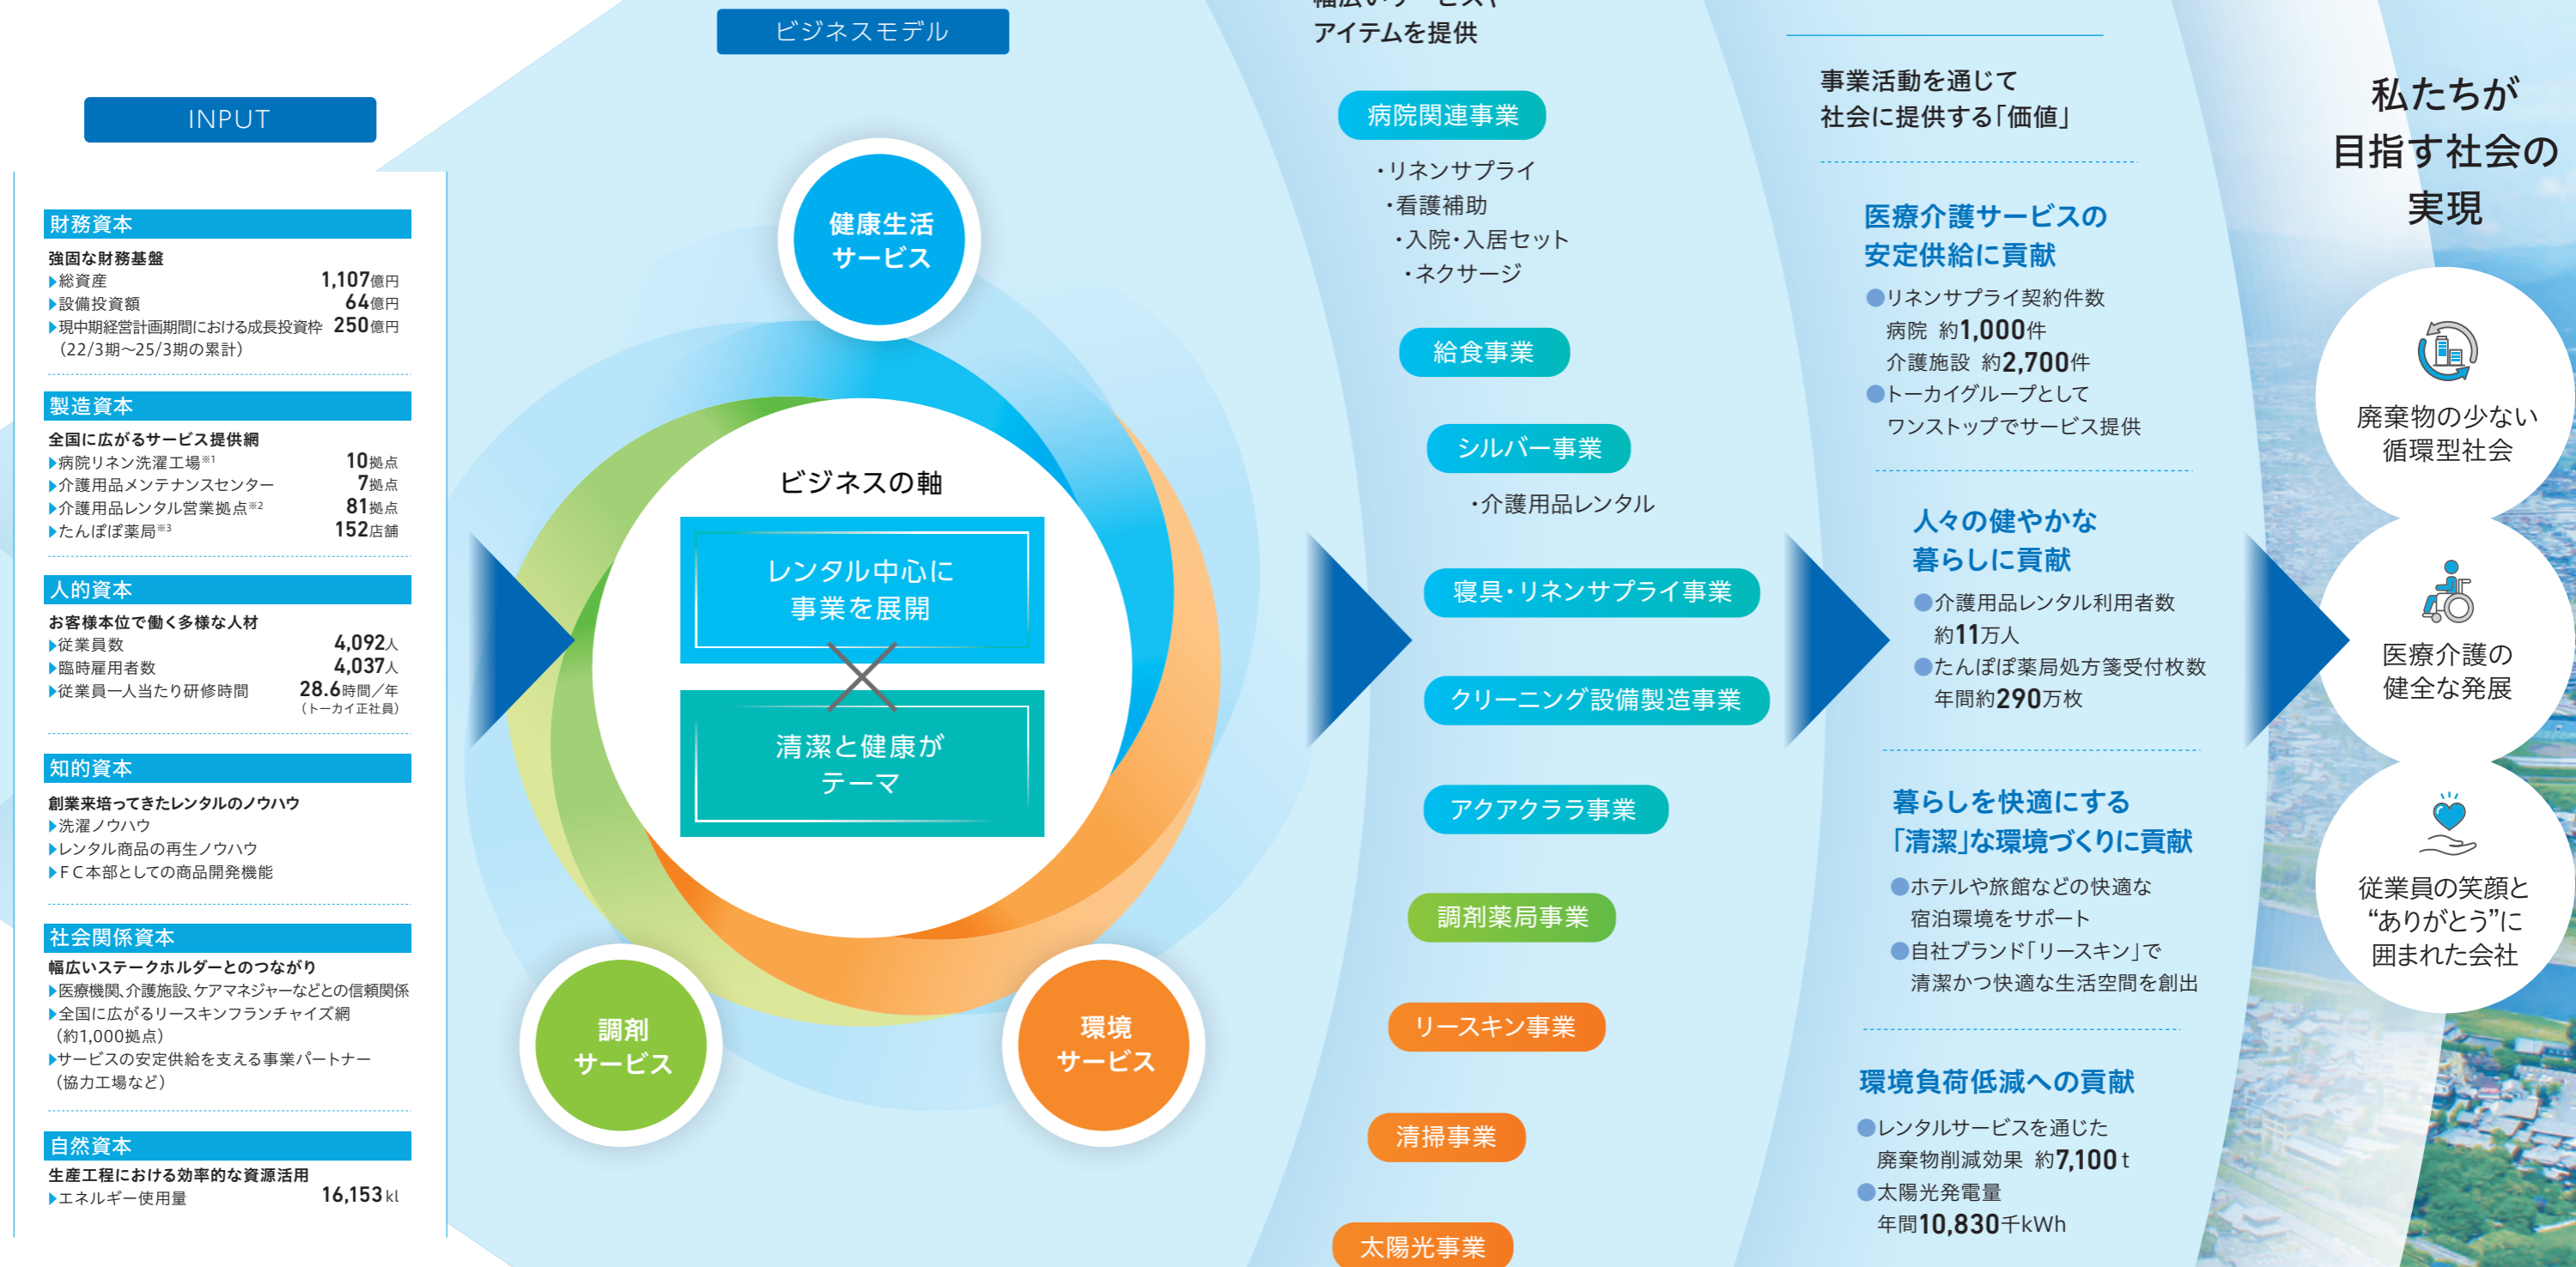 INPUT
財務資本
強固な財務基盤
▶総資産 1,107億円
▶設備投資額 64億円
▶現中期経営計画期間における成長投資枠 250億円
（22/3期～25/3期の累計）
製造資本
全国に広がるサービス提供網
▶病院リネン洗濯工場※1 10拠点
▶介護用品メンテナンスセンター 7拠点
▶介護用品レンタル営業拠点※2 81拠点
▶たんぽぽ薬局※3 152店舗
人的資本
お客様本位で働く多様な人材
▶従業員数 4,092人
▶臨時雇用者数 4,037人
▶従業員一人当たり研修時間 28.6時間／年
（トーカイ正社員）
知的資本
創業来培ってきたレンタルのノウハウ
▶洗濯ノウハウ
▶レンタル商品の再生ノウハウ
▶ＦＣ本部としての商品開発機能
社会関係資本
幅広いステークホルダーとのつながり
▶医療機関、介護施設、ケアマネジャーなどとの信頼関係
▶全国に広がるリースキンフランチャイズ網
（約1,000拠点）
▶サービスの安定供給を支える事業パートナー
（協力工場など）
自然資本
生産工程における効率的な資源活用
▶エネルギー使用量 16,153kl
ビジネスモデル
健康生活
サービス
ビジネスの軸
レンタル中心に
事業を展開
×
清潔と健康が
テーマ
調剤
サービス
環境
サービス
幅広いサービスや
アイテムを提供
病院関連事業
・リネンサプライ
・看護補助
・入院・入居セット
・ネクサージ
給食事業
シルバー事業
・介護用品レンタル
寝具・リネンサプライ事業
クリーニング設備製造事業
アクアクララ事業
調剤薬局事業
リースキン事業
清掃事業
太陽光事業
事業活動を通じて
社会に提供する「価値」
医療介護サービスの
安定供給に貢献
●リネンサプライ契約件数
病院 約1,000件
介護施設 約2,700件
●トーカイグループとして
ワンストップでサービス提供
人々の健やかな
暮らしに貢献
●介護用品レンタル利用者数
約11万人
●たんぽぽ薬局処方箋受付枚数
年間約290万枚
暮らしを快適にする
「清潔」な環境づくりに貢献
●ホテルや旅館などの快適な
宿泊環境をサポート
●自社ブランド「リースキン」で
清潔かつ快適な生活空間を創出
環境負荷低減への貢献
●レンタルサービスを通じた
廃棄物削減効果 約7,100t
●太陽光発電量
年間10,830千kWh
私たちが
目指す社会の
実現
廃棄物の少ない
循環型社会
医療介護の
健全な発展
従業員の笑顔と
“ありがとう”に
囲まれた会社